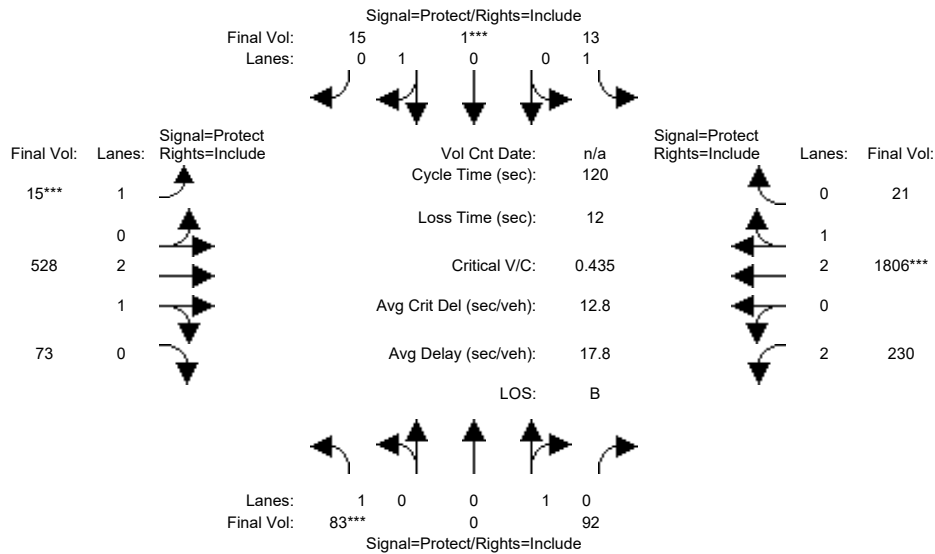 Signal=Protect/Rights=Include
Final Vol: 15 1*** 13
Lanes: 0 1 0 0 1
Signal=Protect Signal=Protect
Final Vol: Lanes: Rights=Include Vol Cnt Date: n/a Rights=Include Lanes: Final Vol:
Cycle Time (sec): 120
15*** 1 0 21
Loss Time (sec): 12
0 1
528 2 Critical V/C: 0.435 2 1806***
1 Avg Crit Del (sec/veh): 12.8 0
73 0 Avg Delay (sec/veh): 17.8 2 230
LOS: B
Lanes: 1 0 0 1 0
Final Vol: 83*** 0 92
Signal=Protect/Rights=Include